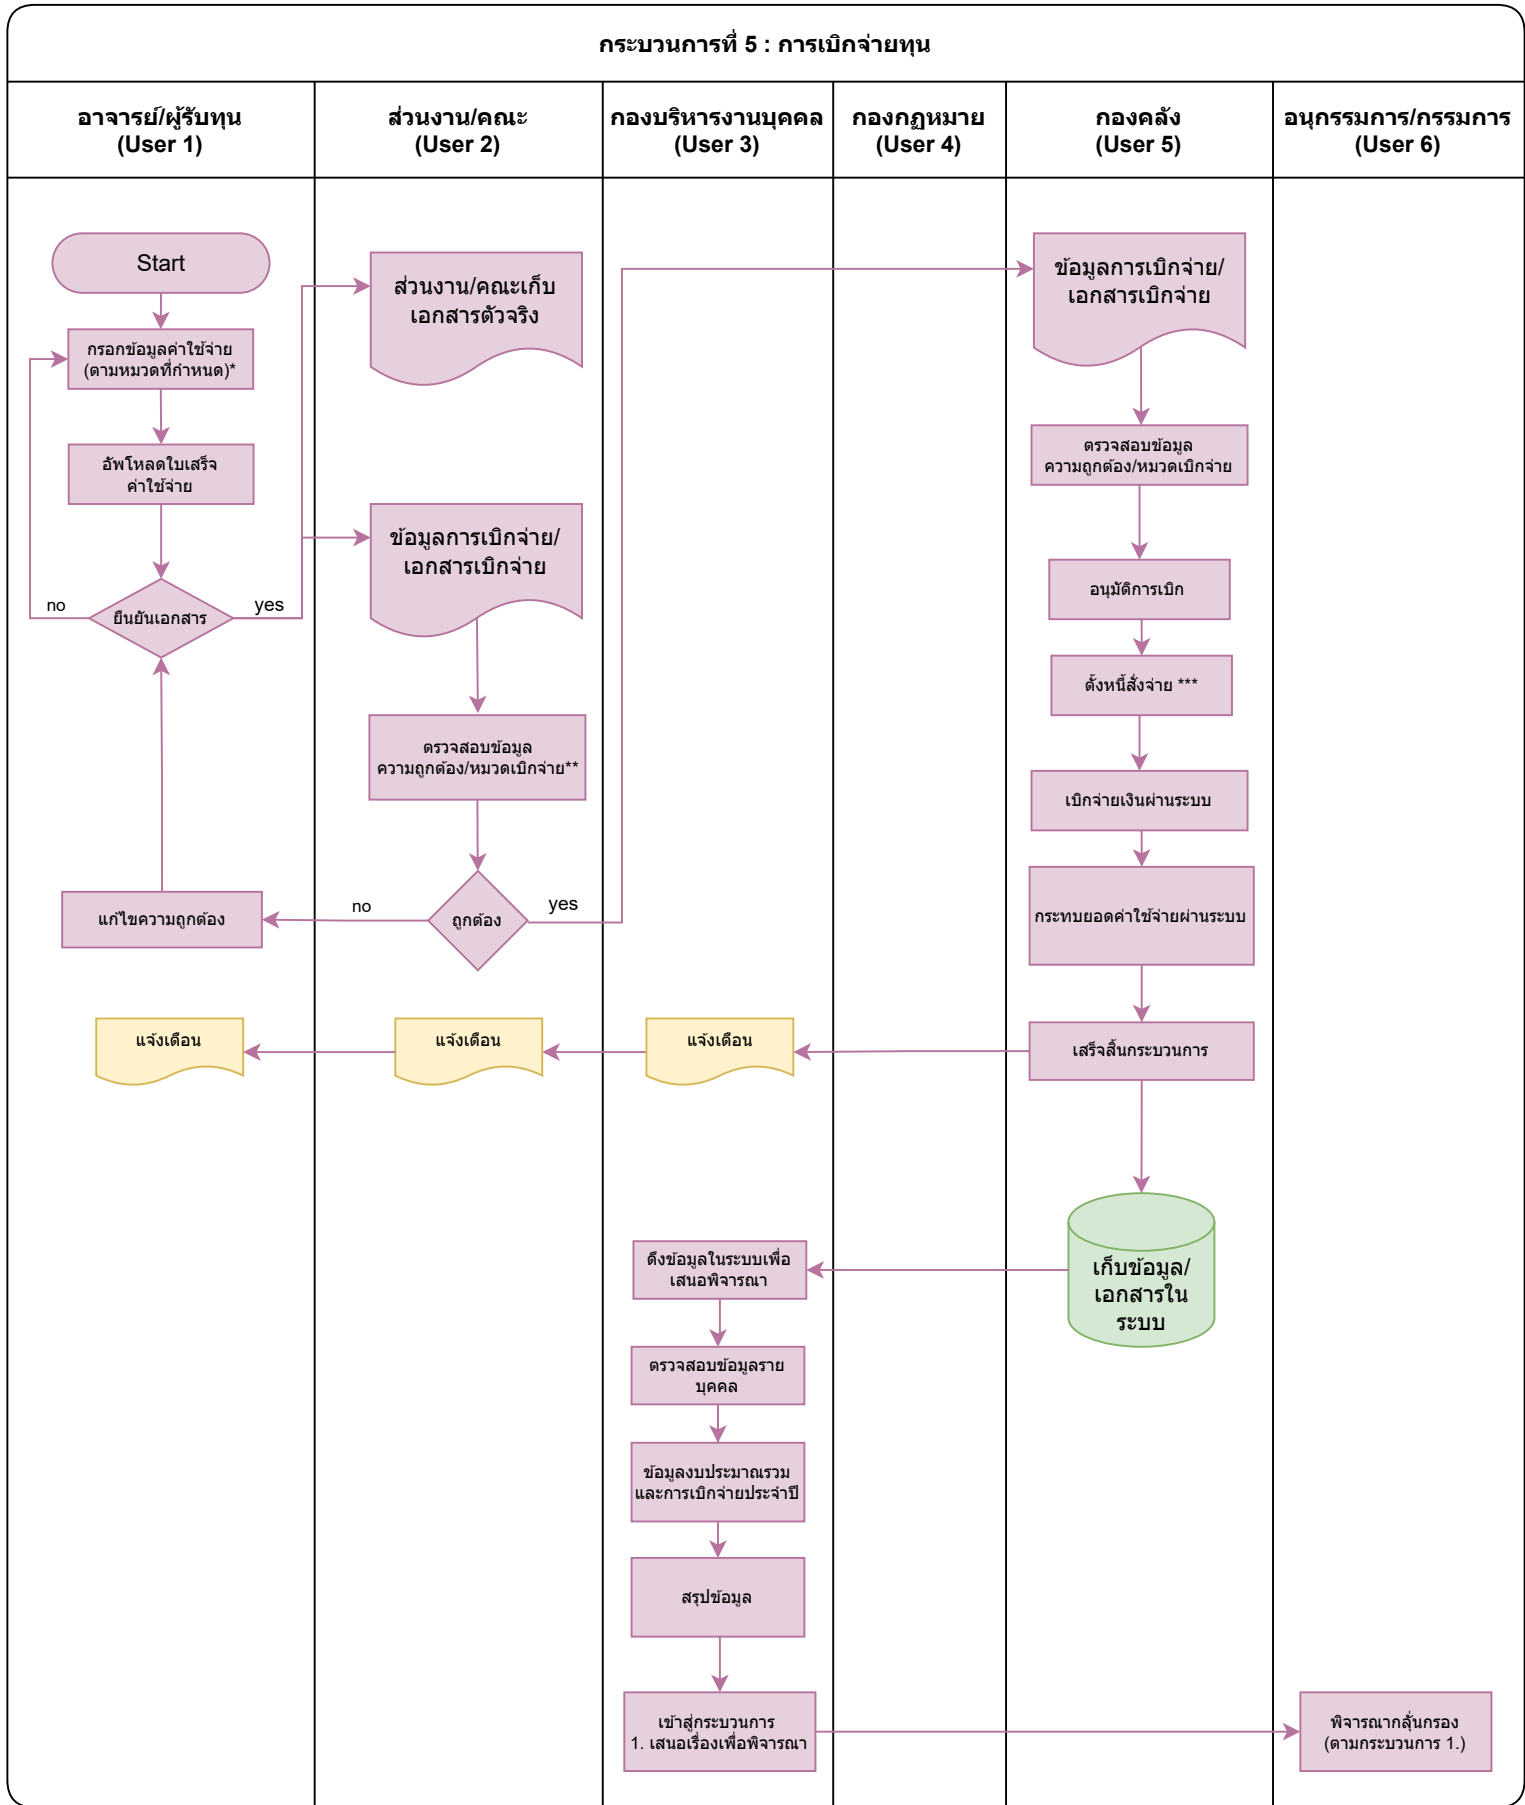 กระบวนการที่ 5 : การเบิกจ่ายทุน
อาจารย์/ผู้รับทุน
(User 1)
ส่วนงาน/คณะ
(User 2)
กองบริหารงานบุคคล
(User 3)
กองกฏหมาย
(User 4)
กองคลัง
(User 5)
อนุกรรมการ/กรรมการ
(User 6)
Start
กรอกข้อมูลค่าใช้จ่าย
(ตามหมวดที่กำหนด)*
อัพโหลดใบเสร็จ
ค่าใช้จ่าย
ยืนยันเอกสาร
no
yes
แก้ไขความถูกต้อง
แจ้งเตือน
ส่วนงาน/คณะเก็บ
เอกสารตัวจริง
ข้อมูลการเบิกจ่าย/
เอกสารเบิกจ่าย
ตรวจสอบข้อมูล
ความถูกต้อง/หมวดเบิกจ่าย**
ถูกต้อง
no
yes
แจ้งเตือน
แจ้งเตือน
ข้อมูลการเบิกจ่าย/
เอกสารเบิกจ่าย
ตรวจสอบข้อมูล
ความถูกต้อง/หมวดเบิกจ่าย
อนุมัติการเบิก
ตั้งหนี้สั่งจ่าย ***
เบิกจ่ายเงินผ่านระบบ
กระทบยอดค่าใช้จ่ายผ่านระบบ
เสร็จสิ้นกระบวนการ
เก็บข้อมูล/
เอกสารใน
ระบบ
ดึงข้อมูลในระบบเพื่อ
เสนอพิจารณา
ตรวจสอบข้อมูลราย
บุคคล
ข้อมูลงบประมาณรวม
และการเบิกจ่ายประจำปี
สรุปข้อมูล
เข้าสู่กระบวนการ
1. เสนอเรื่องเพื่อพิจารณา
พิจารณากลั่นกรอง
(ตามกระบวนการ 1.)